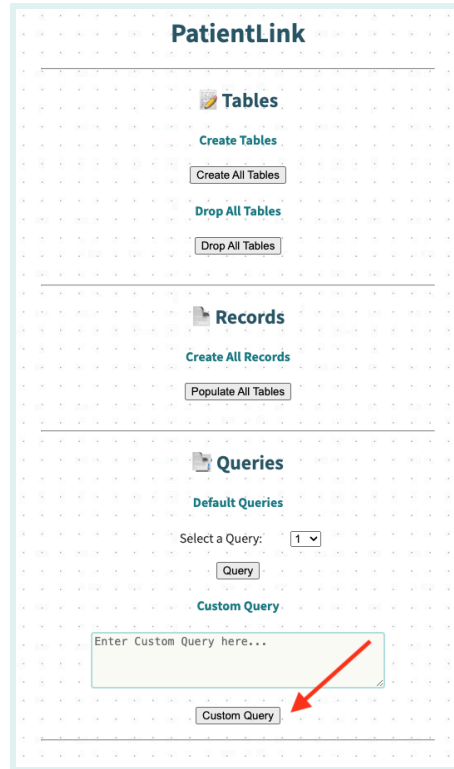 PatientLink
Tables
Create Tables
Create All Tables
Drop All Tables
Drop All Tables
Records
Create All Records
Populate All Tables
Queries
Default Queries
Select a Query: 1
Query
Custom Query
Enter Custom Query here...
Custom Query